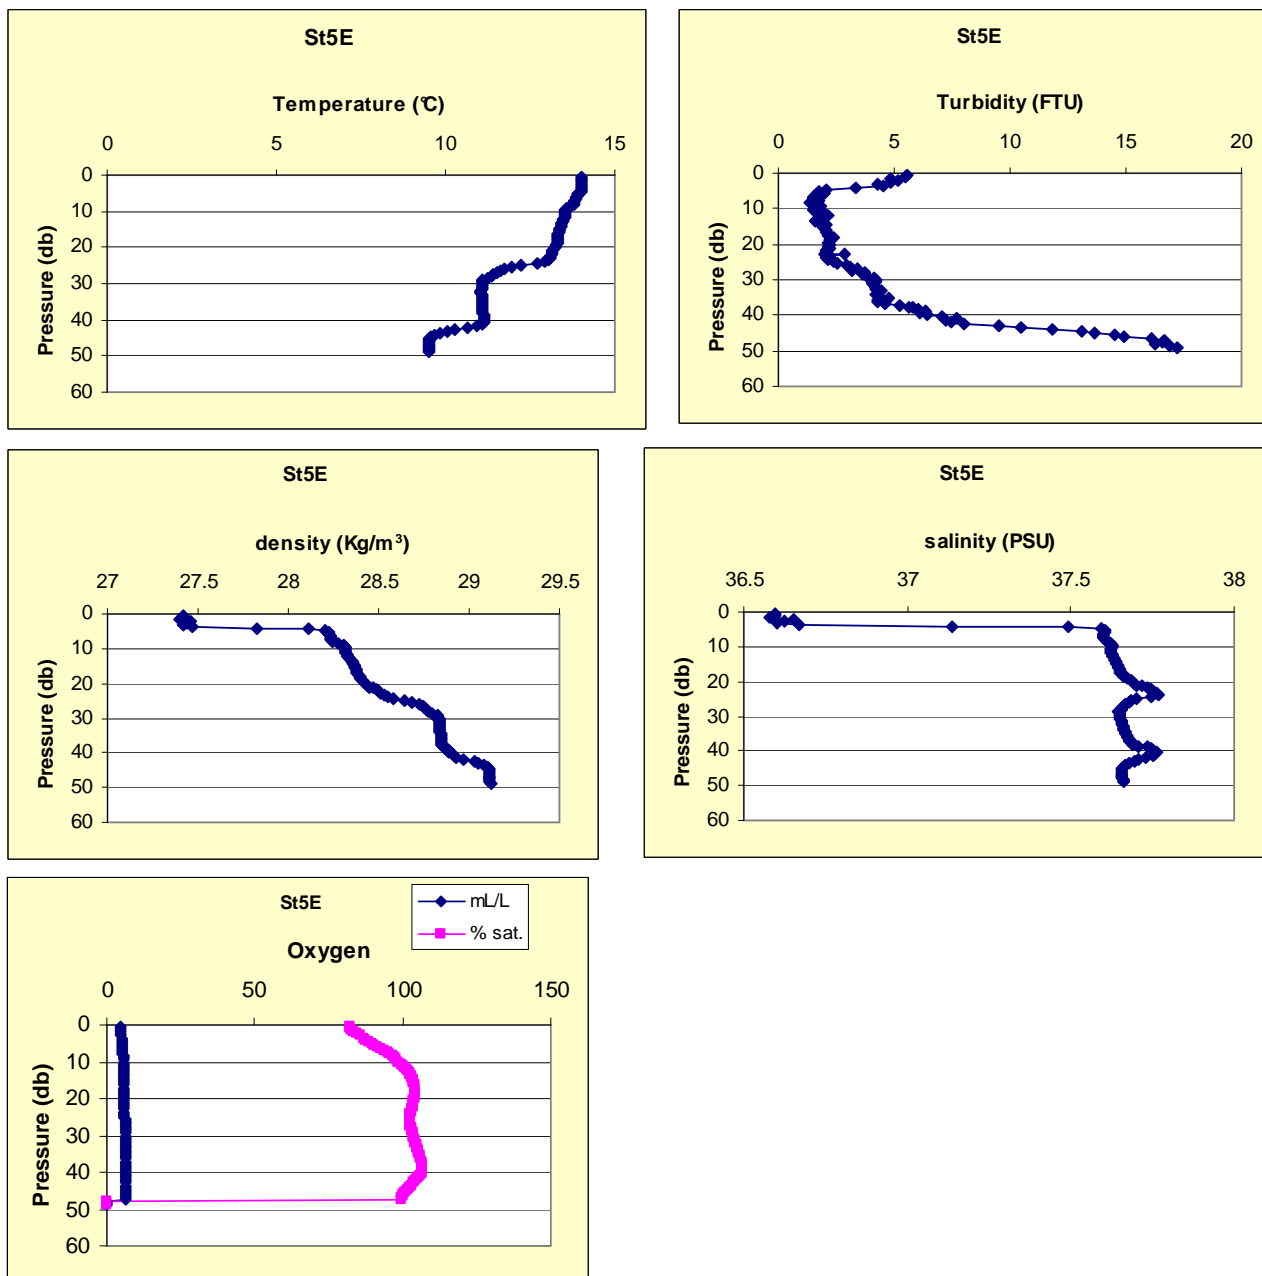 St5E
Temperature (°C)
0 5 10 15
0
10
20
30
40
50
60
Pressure (db)
St5E
Turbidity (FTU)
0 5 10 15 20
0
10
20
30
40
50
60
Pressure (db)
St5E
density (Kg/m³)
27 27.5 28 28.5 29 29.5
0
10
20
30
40
50
60
Pressure (db)
St5E
salinity (PSU)
36.5 37 37.5 38
0
10
20
30
40
50
60
Pressure (db)
St5E
Oxygen
mL/L
% sat.
0 50 100 150
0
10
20
30
40
50
60
Pressure (db)